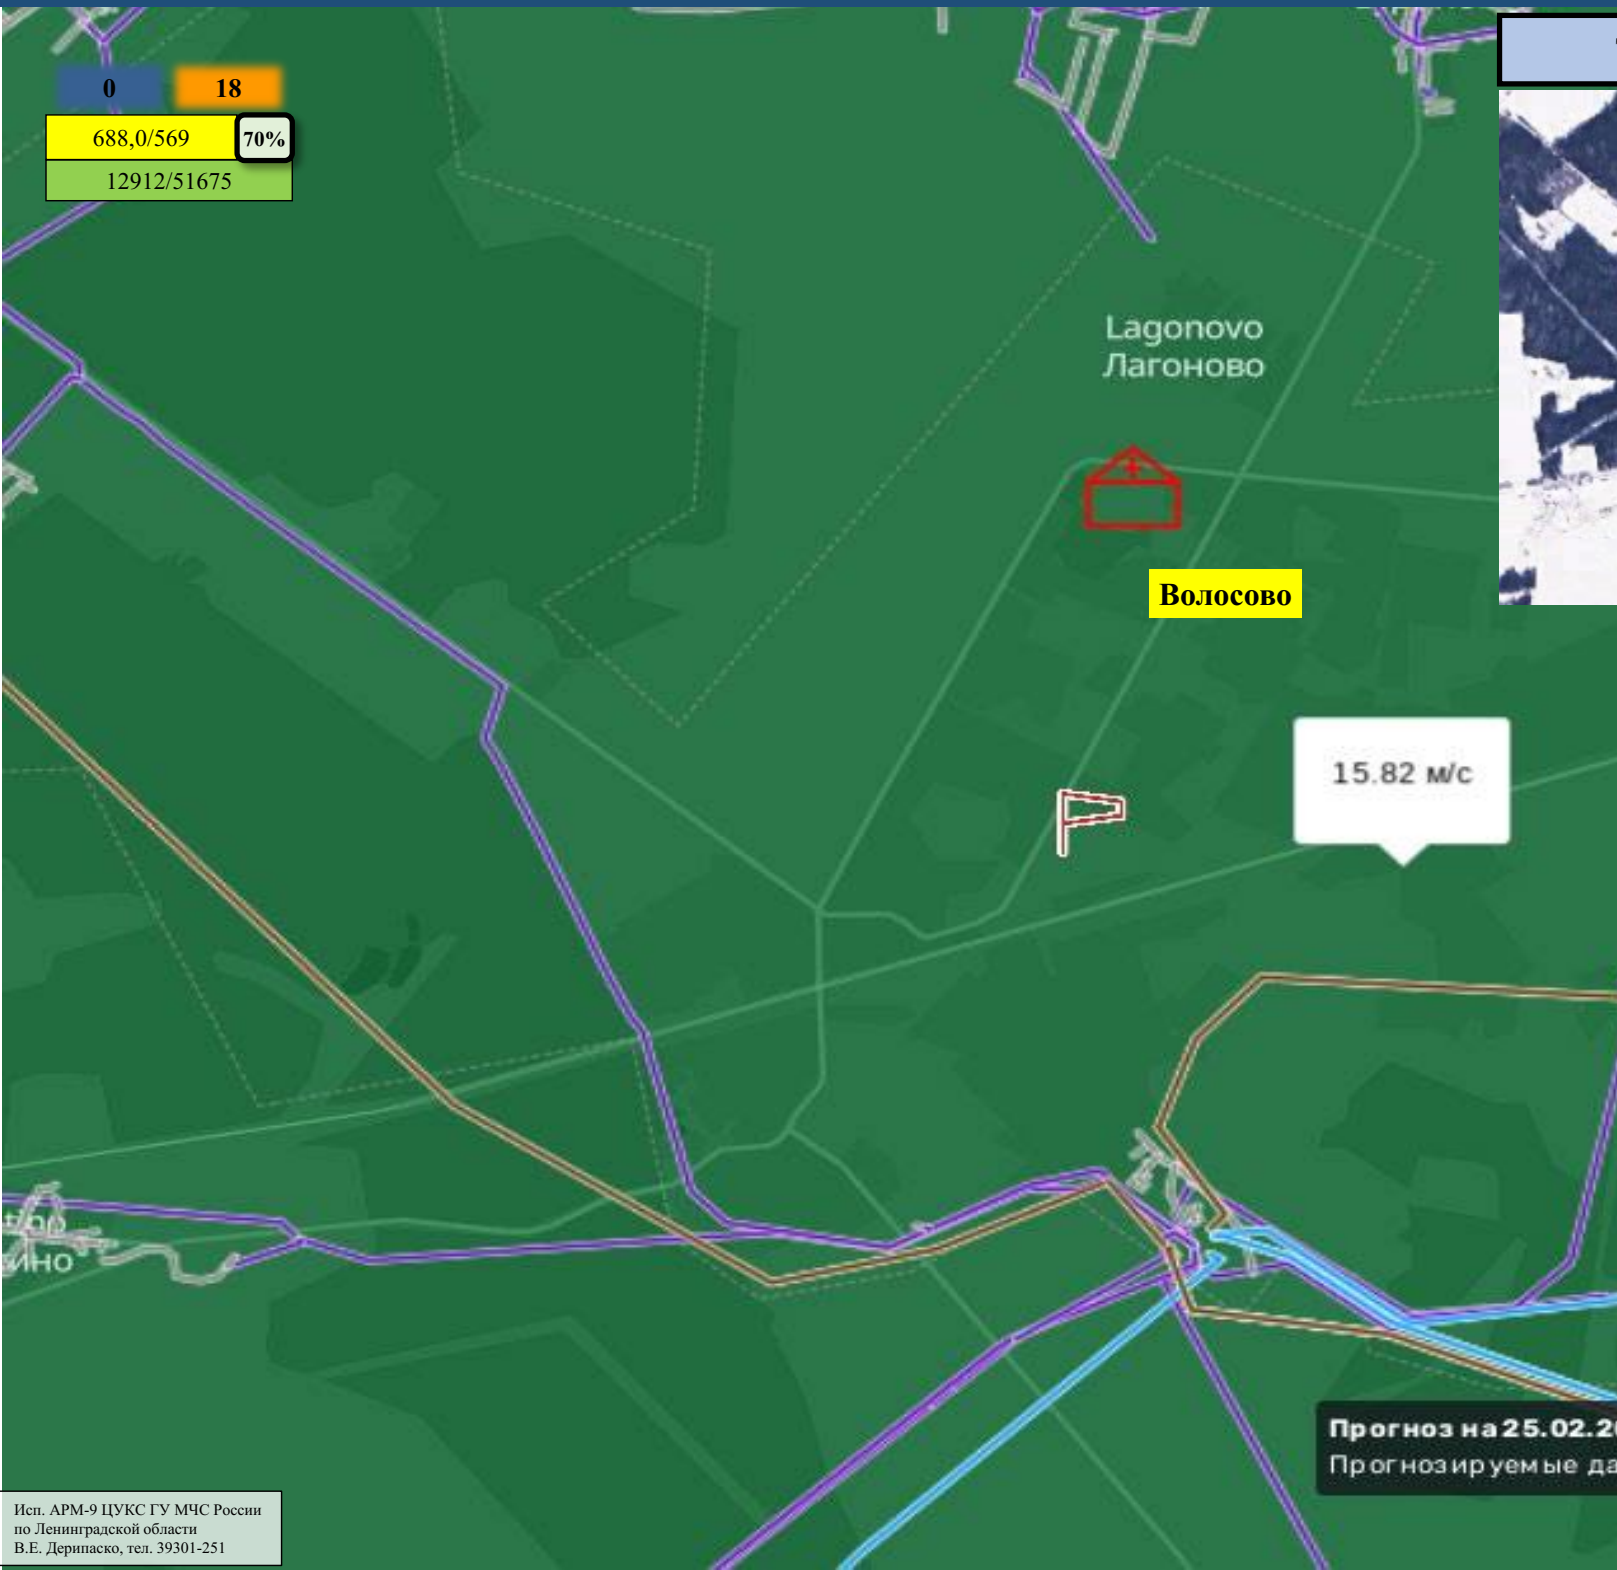 0 18
688,0/569 70%
12912/51675
Lagonovo
Лагоново
Волосово
15.82 м/с
Прогноз на 25.02.2
Прогнозируемые да
Исп. АРМ-9 ЦУКС ГУ МЧС России
по Ленинградской области
В.Е. Дерипаско, тел. 39301-251